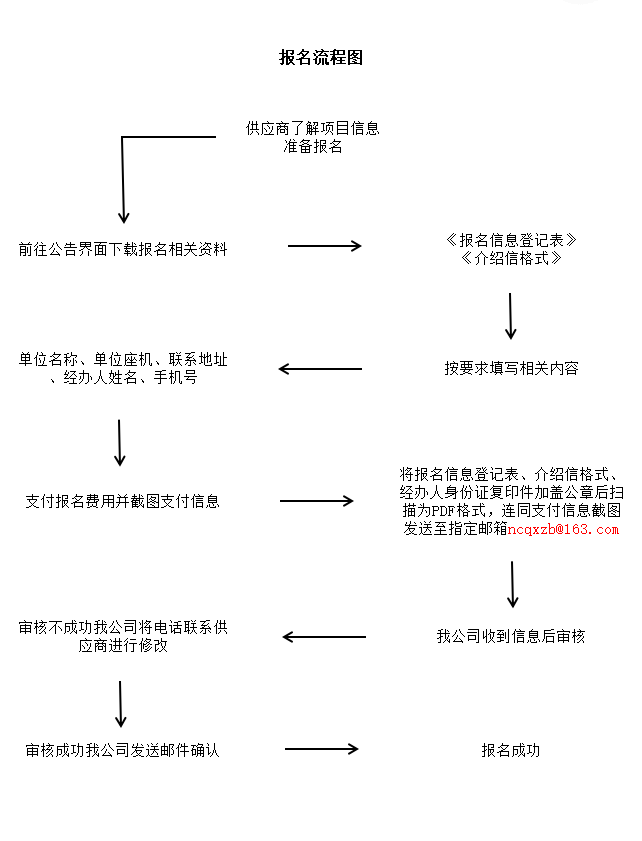 报名流程图
供应商了解项目信息
准备报名
前往公告界面下载报名相关资料
《报名信息登记表》
《介绍信格式》
按要求填写相关内容
单位名称、单位座机、联系地址
、经办人姓名、手机号
支付报名费用并截图支付信息
将报名信息登记表、介绍信格式、
经办人身份证复印件加盖公章后扫
描为PDF格式，连同支付信息截图
发送至指定邮箱ncqxzb@163.com
我公司收到信息后审核
审核不成功我公司将电话联系供
应商进行修改
审核成功我公司发送邮件确认
报名成功